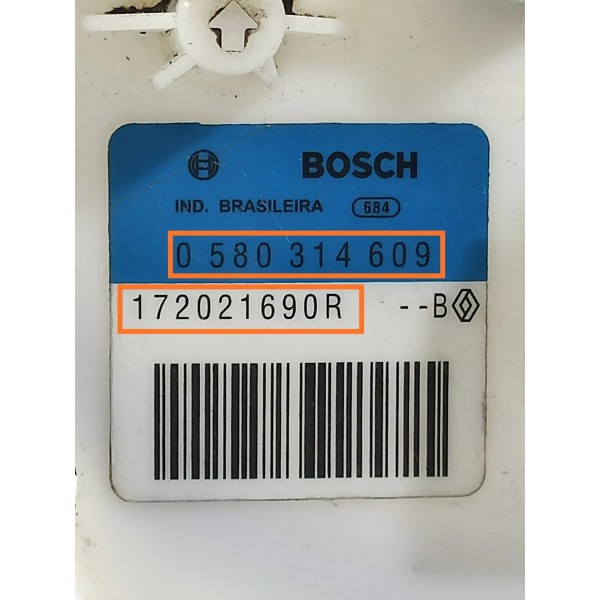 BOSCH
IND. BRASILEIRA 684
0 580 314 609
172021690R --B